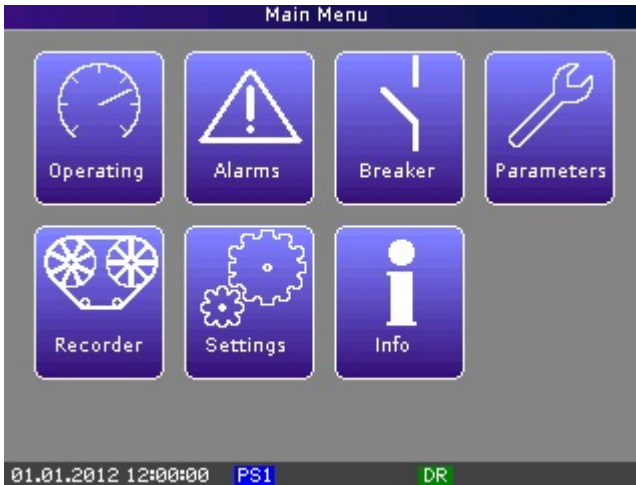 Main Menu
Operating Alarms Breaker Parameters
Recorder Settings Info
01.01.2012 12:00:00 PS1 DR